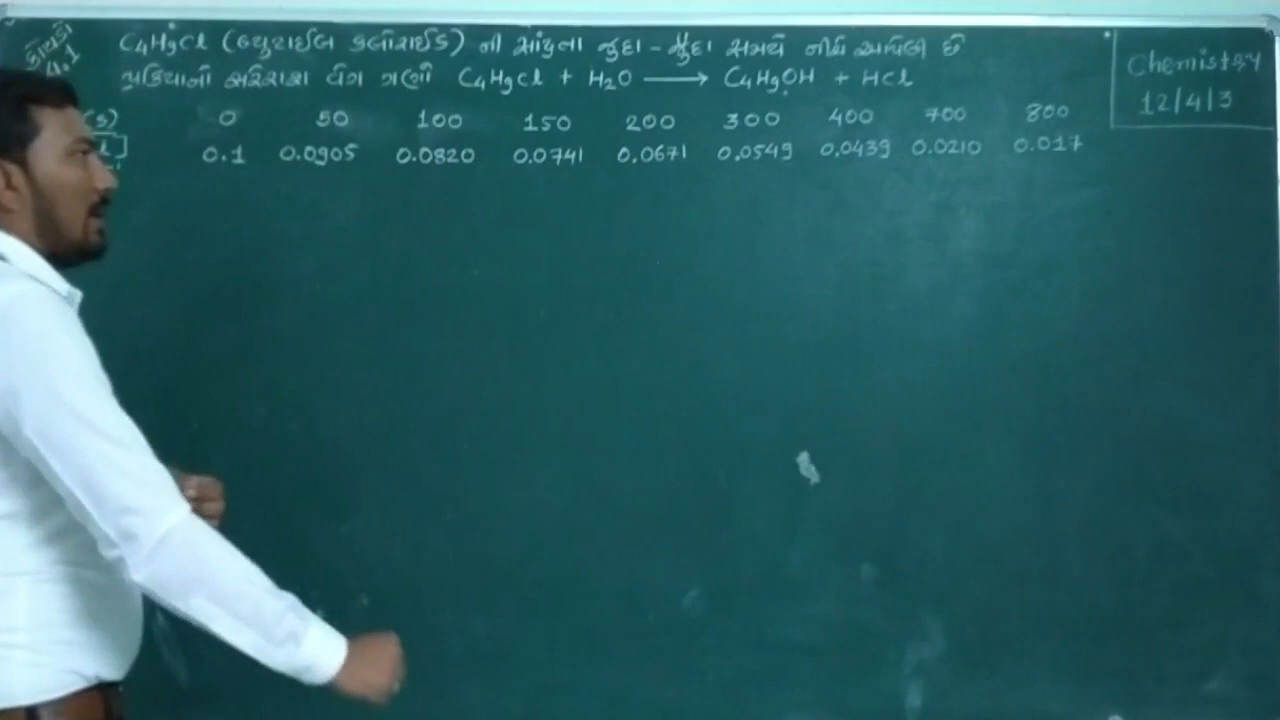 દાખલો
4.1
C₄H₉Cl (બ્યુટાઈલ ક્લોરાઈડ) ની સાંદ્રતા જુદા - જુદા સમયે નીચે આપેલી છે
પ્રક્રિયાનો સરેરાશ વેગ ગણો C₄H₉Cl + H₂O ⟶ C₄H₉OH + HCl
(s) 0 50 100 150 200 300 400 700 800
0.1 0.0905 0.0820 0.0741 0.0671 0.0549 0.0439 0.0210 0.017
Chemistry
12/4/3